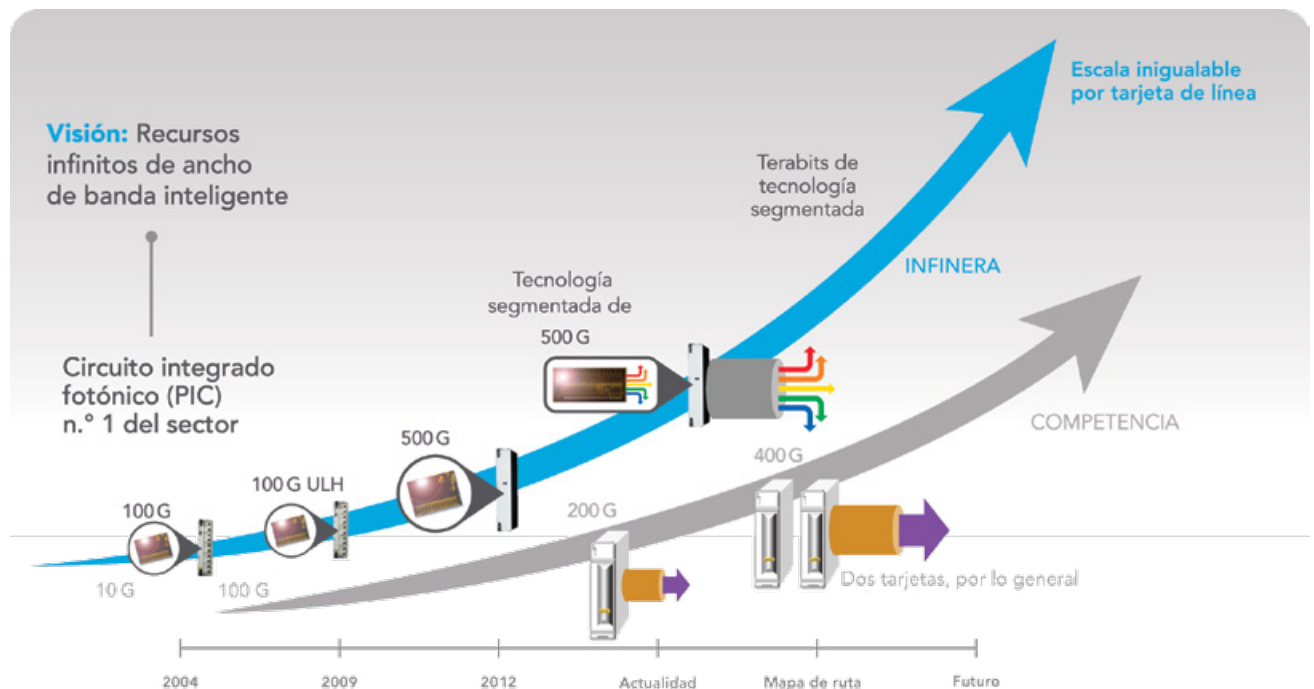 Escala inigualable
por tarjeta de línea
Visión: Recursos
infinitos de ancho
de banda inteligente
Terabits de
tecnología
segmentada
INFINERA
Tecnología
segmentada de
500 G
Circuito integrado
fotónico (PIC)
n.° 1 del sector
COMPETENCIA
500 G
400 G
100 G ULH
100 G
200 G
10 G
100 G
Dos tarjetas, por lo general
2004
2009
2012
Actualidad
Mapa de ruta
Futuro